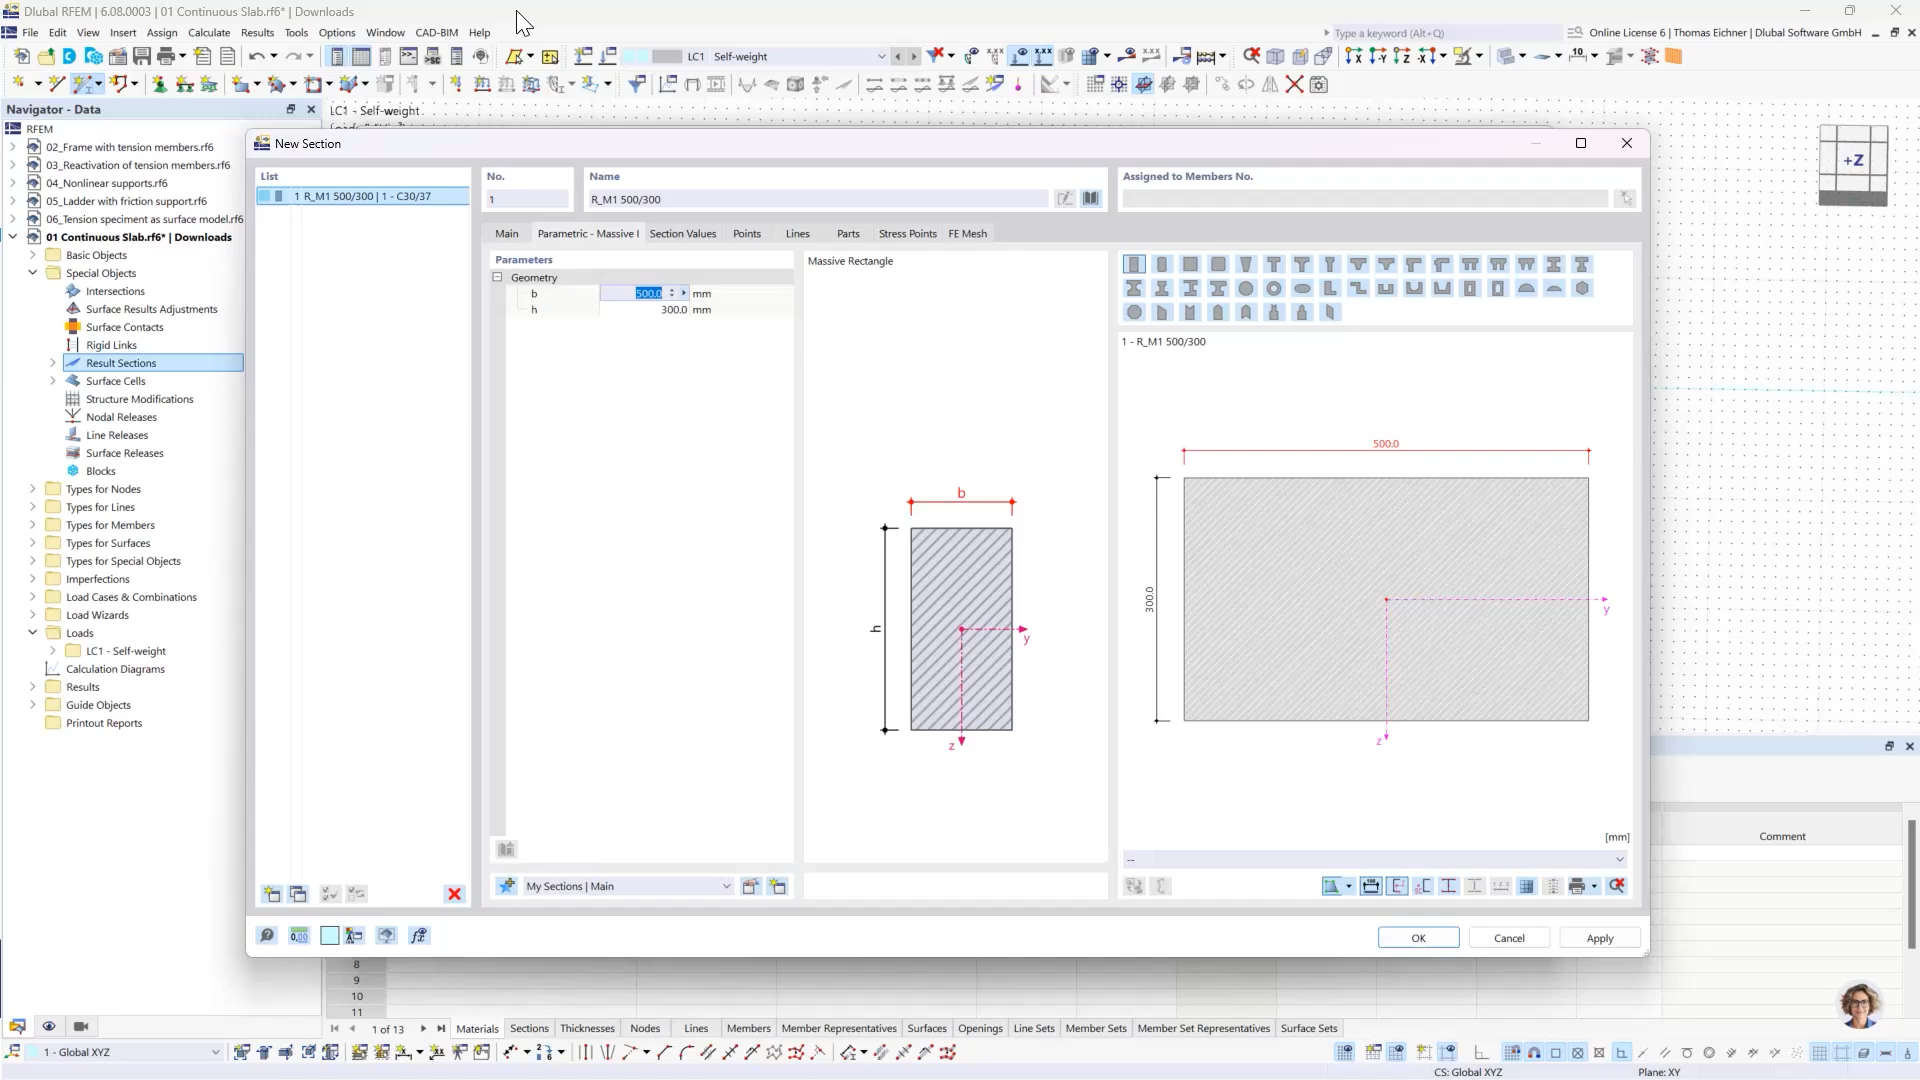 Dlubal RFEM | 6.08.0003 | 01 Continuous Slab.rf6* | Downloads
File Edit View Insert Assign Calculate Results Tools Options Window CAD-BIM Help
Type a keyword (Alt+Q)
Online License 6 | Thomas Eichner | Dlubal Software GmbH
LC1 Self-weight
Navigator - Data
LC1 - Self-weight
RFEM
02_Frame with tension members.rf6
03_Reactivation of tension members.rf6
04_Nonlinear supports.rf6
05_Ladder with friction support.rf6
06_Tension speciment as surface model.rf6
01 Continuous Slab.rf6* | Downloads
Basic Objects
Special Objects
Intersections
Surface Results Adjustments
Surface Contacts
Rigid Links
Result Sections
Surface Cells
Structure Modifications
Nodal Releases
Line Releases
Surface Releases
Blocks
Types for Nodes
Types for Lines
Types for Members
Types for Surfaces
Types for Special Objects
Imperfections
Load Cases & Combinations
Load Wizards
Loads
LC1 - Self-weight
Calculation Diagrams
Results
Guide Objects
Printout Reports
+Z
New Section
List
1 R_M1 500/300 | 1 - C30/37
No.
1
Name
R_M1 500/300
Assigned to Members No.
Main Parametric - Massive I Section Values Points Lines Parts Stress Points FE Mesh
Parameters
Geometry
b 500.0 mm
h 300.0 mm
Massive Rectangle
b
h
y
z
1 - R_M1 500/300
500.0
300.0
y
z
[mm]
--
My Sections | Main
OK Cancel Apply
Comment
8
9
10
11
1 of 13 Materials Sections Thicknesses Nodes Lines Members Member Representatives Surfaces Openings Line Sets Member Sets Member Set Representatives Surface Sets
1 - Global XYZ
CS: Global XYZ
Plane: XY